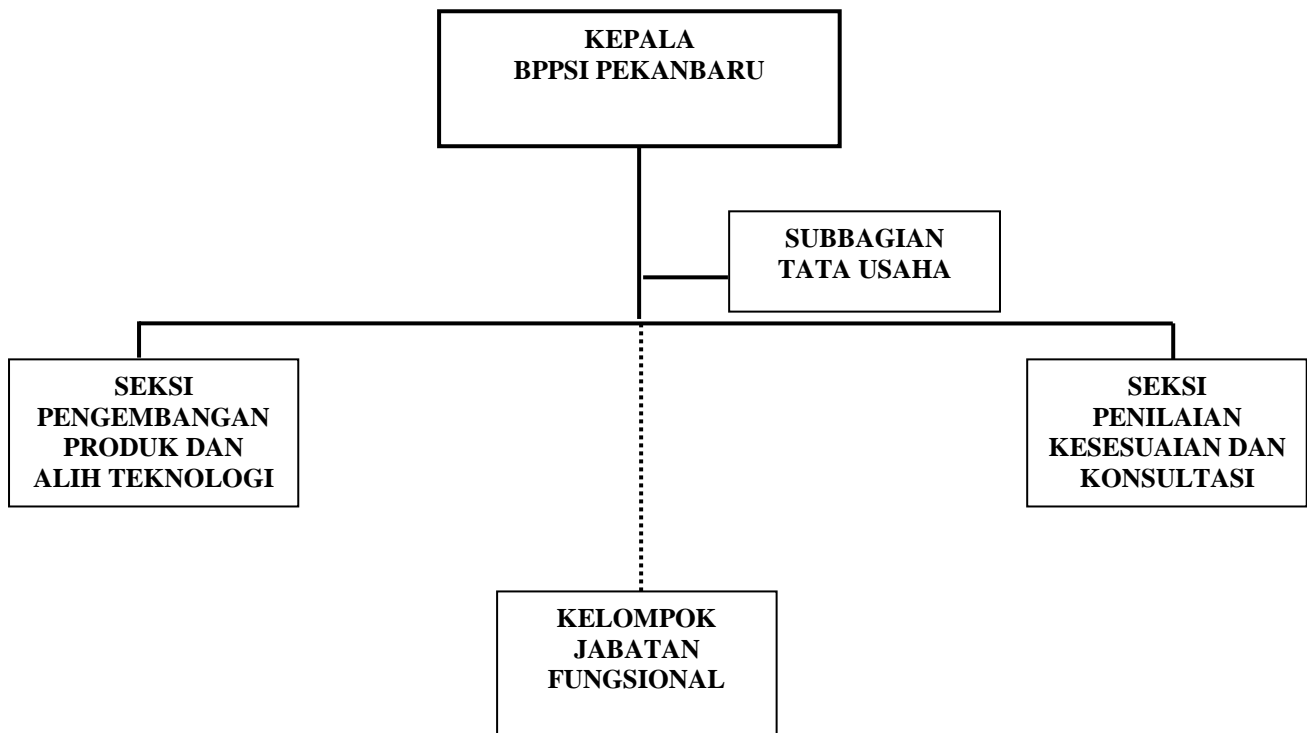 KEPALA
BPPSI PEKANBARU
SUBBAGIAN
TATA USAHA
SEKSI
PENGEMBANGAN
PRODUK DAN
ALIH TEKNOLOGI
SEKSI
PENILAIAN
KESESUAIAN DAN
KONSULTASI
KELOMPOK
JABATAN
FUNGSIONAL